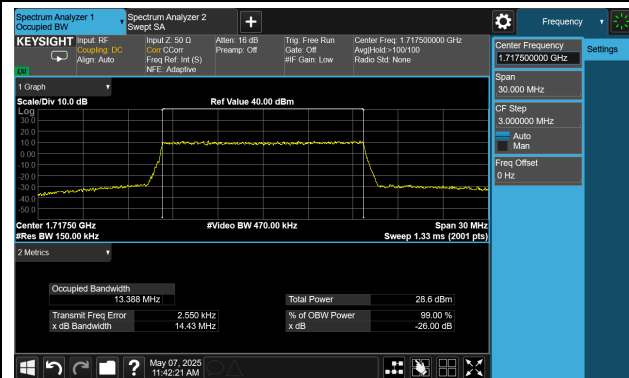 Spectrum Analyzer 1
Occupied BW
Spectrum Analyzer 2
Swept SA
Frequency
KEYSIGHT
Input: RF
Coupling: DC
Align: Auto
Input Z: 50 Ω
Corr CCorr
Freq Ref: Int (S)
NFE: Adaptive
Atten: 16 dB
Preamp: Off
Trig: Free Run
Gate: Off
#IF Gain: Low
Center Freq: 1.717500000 GHz
Avg|Hold:>100/100
Radio Std: None
LXI
Center Frequency
1.717500000 GHz
Settings
Span
30.000 MHz
CF Step
3.000000 MHz
Auto
Man
Freq Offset
0 Hz
1 Graph
Scale/Div 10.0 dB
Ref Value 40.00 dBm
Log
30.0
20.0
10.0
0.00
-10.0
-20.0
-30.0
-40.0
-50.0
Center 1.71750 GHz
#Video BW 470.00 kHz
Span 30 MHz
#Res BW 150.00 kHz
Sweep 1.33 ms (2001 pts)
2 Metrics
Occupied Bandwidth
13.388 MHz
Total Power
28.6 dBm
Transmit Freq Error
2.550 kHz
% of OBW Power
99.00 %
x dB Bandwidth
14.43 MHz
x dB
-26.00 dB
?
May 07, 2025
11:42:21 AM